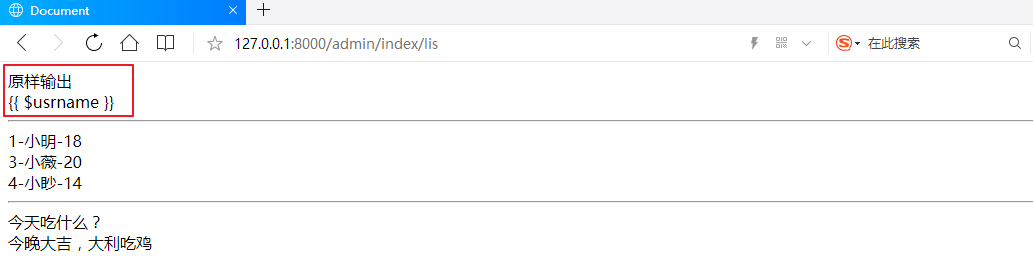 Document
127.0.0.1:8000/admin/index/lis
在此搜索
原样输出
{{ $usrname }}
1-小明-18
3-小薇-20
4-小眇-14
今天吃什么？
今晚大吉，大利吃鸡